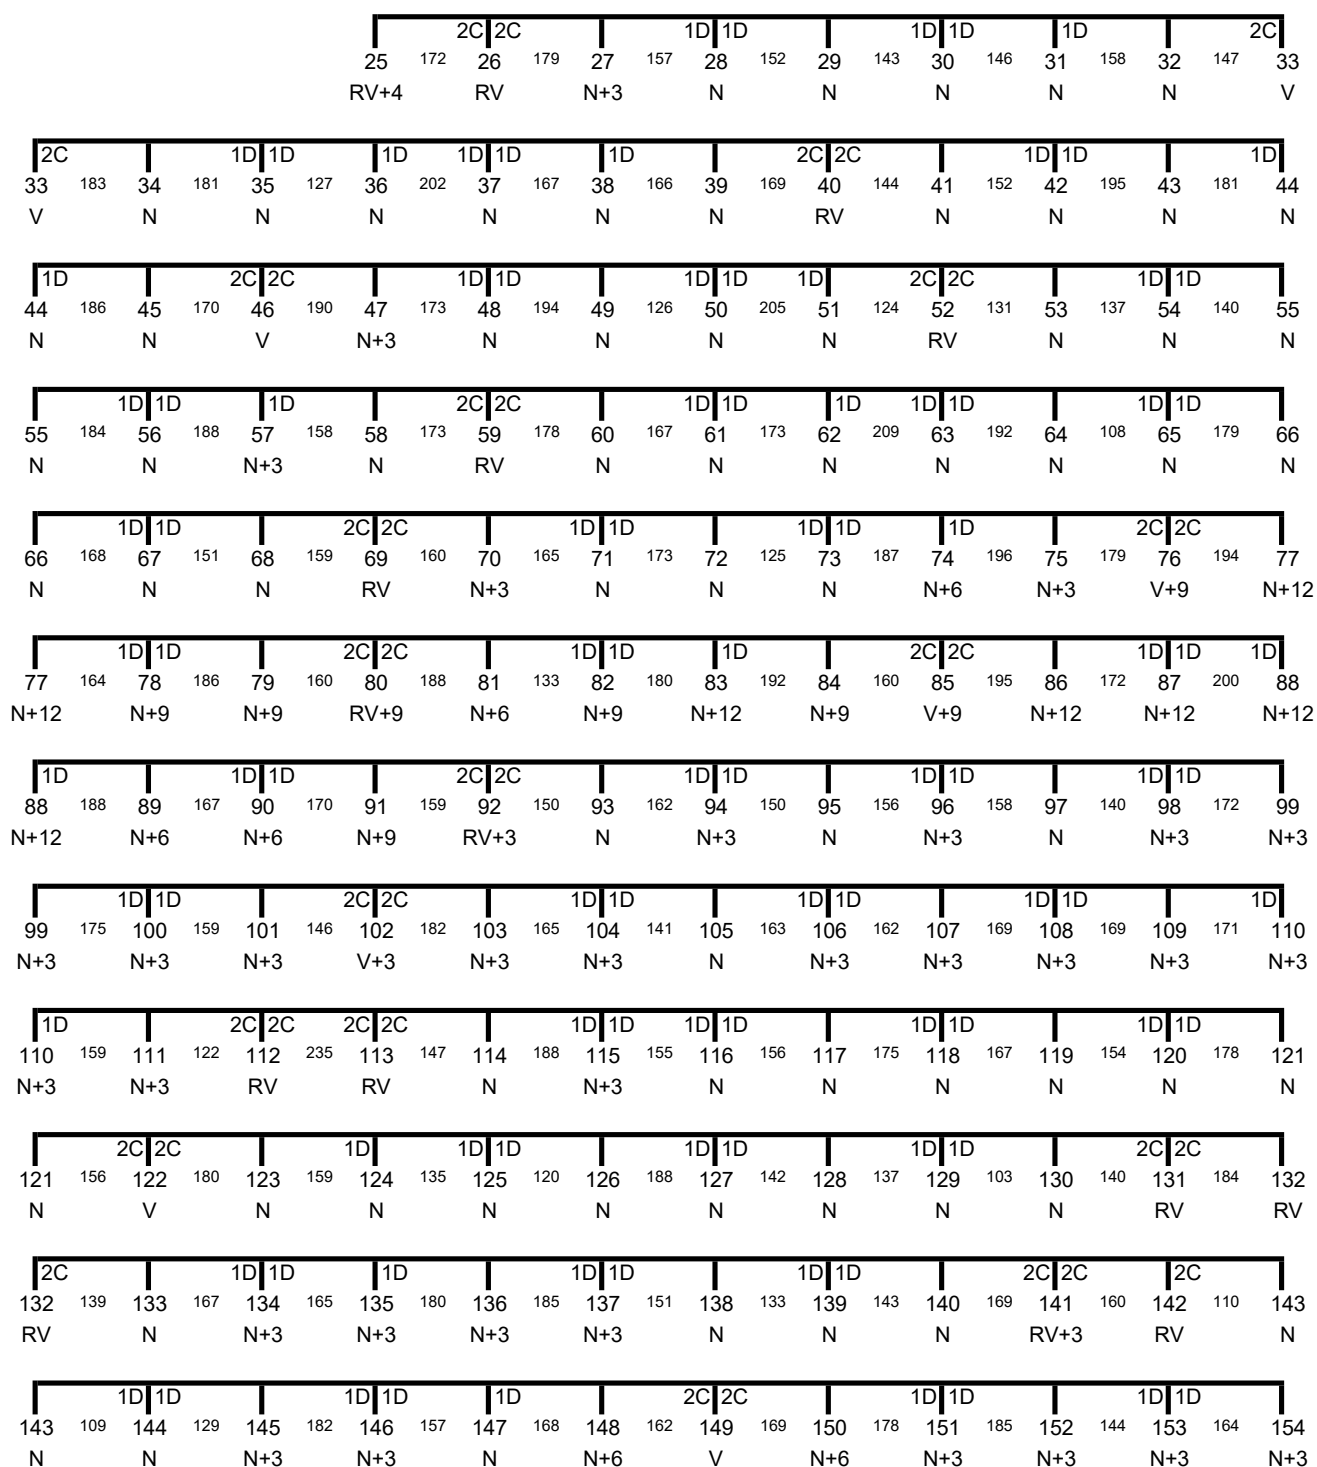 2C 2C 1D 1D 1D 1D 1D 2C
25 172 26 179 27 157 28 152 29 143 30 146 31 158 32 147 33
RV+4 RV N+3 N N N N N V
2C 1D 1D 1D 1D 1D 1D 2C 2C 1D 1D 1D
33 183 34 181 35 127 36 202 37 167 38 166 39 169 40 144 41 152 42 195 43 181 44
V N N N N N N RV N N N N
1D 2C 2C 1D 1D 1D 1D 1D 2C 2C 1D 1D
44 186 45 170 46 190 47 173 48 194 49 126 50 205 51 124 52 131 53 137 54 140 55
N N V N+3 N N N N RV N N N
1D 1D 1D 2C 2C 1D 1D 1D 1D 1D 1D 1D
55 184 56 188 57 158 58 173 59 178 60 167 61 173 62 209 63 192 64 108 65 179 66
N N N+3 N RV N N N N N N N
1D 1D 2C 2C 1D 1D 1D 1D 1D 2C 2C
66 168 67 151 68 159 69 160 70 165 71 173 72 125 73 187 74 196 75 179 76 194 77
N N N RV N+3 N N N N+6 N+3 V+9 N+12
1D 1D 2C 2C 1D 1D 1D 2C 2C 1D 1D 1D
77 164 78 186 79 160 80 188 81 133 82 180 83 192 84 160 85 195 86 172 87 200 88
N+12 N+9 N+9 RV+9 N+6 N+9 N+12 N+9 V+9 N+12 N+12 N+12
1D 1D 1D 2C 2C 1D 1D 1D 1D 1D 1D
88 188 89 167 90 170 91 159 92 150 93 162 94 150 95 156 96 158 97 140 98 172 99
N+12 N+6 N+6 N+9 RV+3 N N+3 N N+3 N N+3 N+3
1D 1D 2C 2C 1D 1D 1D 1D 1D 1D 1D
99 175 100 159 101 146 102 182 103 165 104 141 105 163 106 162 107 169 108 169 109 171 110
N+3 N+3 N+3 V+3 N+3 N+3 N N+3 N+3 N+3 N+3 N+3
1D 2C 2C 2C 2C 1D 1D 1D 1D 1D 1D 1D 1D
110 159 111 122 112 235 113 147 114 188 115 155 116 156 117 175 118 167 119 154 120 178 121
N+3 N+3 RV RV N N+3 N N N N N N
2C 2C 1D 1D 1D 1D 1D 1D 1D 2C 2C
121 156 122 180 123 159 124 135 125 120 126 188 127 142 128 137 129 103 130 140 131 184 132
N V N N N N N N N N RV RV
2C 1D 1D 1D 1D 1D 1D 1D 2C 2C 2C
132 139 133 167 134 165 135 180 136 185 137 151 138 133 139 143 140 169 141 160 142 110 143
RV N N+3 N+3 N+3 N+3 N N N RV+3 RV N
1D 1D 1D 1D 1D 2C 2C 1D 1D 1D 1D
143 109 144 129 145 182 146 157 147 168 148 162 149 169 150 178 151 185 152 144 153 164 154
N N N+3 N+3 N N+6 V N+6 N+3 N+3 N+3 N+3